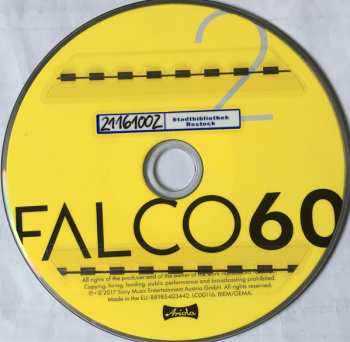 2
21161002
Stadtbibliothek
Rostock
FALCO60
All rights of the producer and of the owner of the work reproduced reserved.
Copying, hiring, lending, public performance and broadcasting prohibited.
℗+© 2017 Sony Music Entertainment Austria GmbH. All rights reserved.
Made in the EU. 88985403442. LC00116. BIEM/GEMA.
Ariola